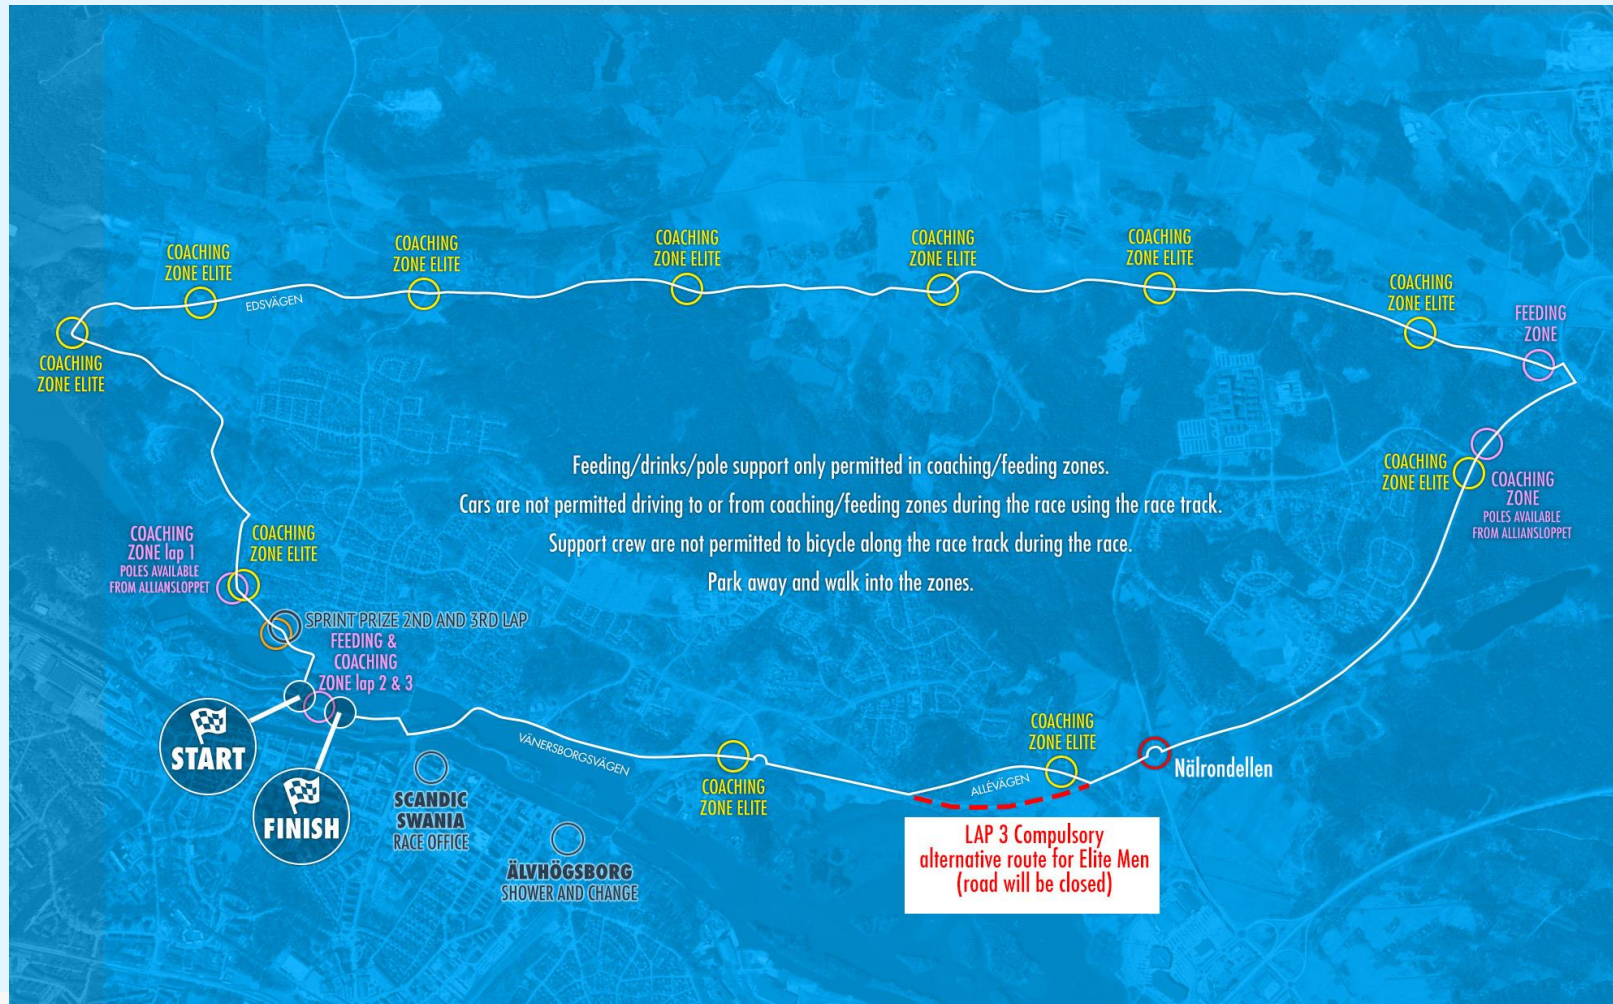 COACHING
ZONE ELITE
COACHING
ZONE ELITE
COACHING
ZONE ELITE
COACHING
ZONE ELITE
COACHING
ZONE ELITE
COACHING
ZONE ELITE
FEEDING
ZONE
EDSVÄGEN
COACHING
ZONE ELITE
Feeding/drinks/pole support only permitted in coaching/feeding zones.
Cars are not permitted driving to or from coaching/feeding zones during the race using the race track.
Support crew are not permitted to bicycle along the race track during the race.
Park away and walk into the zones.
COACHING
ZONE ELITE
COACHING
ZONE
POLES AVAILABLE
FROM ALLIANSLOPPET
COACHING
ZONE lap 1
POLES AVAILABLE
FROM ALLIANSLOPPET
COACHING
ZONE ELITE
SPRINT PRIZE 2ND AND 3RD LAP
FEEDING &
COACHING
ZONE lap 2 & 3
START
FINISH
VÄNERSBORGSVÄGEN
COACHING
ZONE ELITE
COACHING
ZONE ELITE
ALLÉVÄGEN
Nälrondellen
SCANDIC
SWANIA
RACE OFFICE
ÄLVHÖGSBORG
SHOWER AND CHANGE
LAP 3 Compulsory
alternative route for Elite Men
(road will be closed)